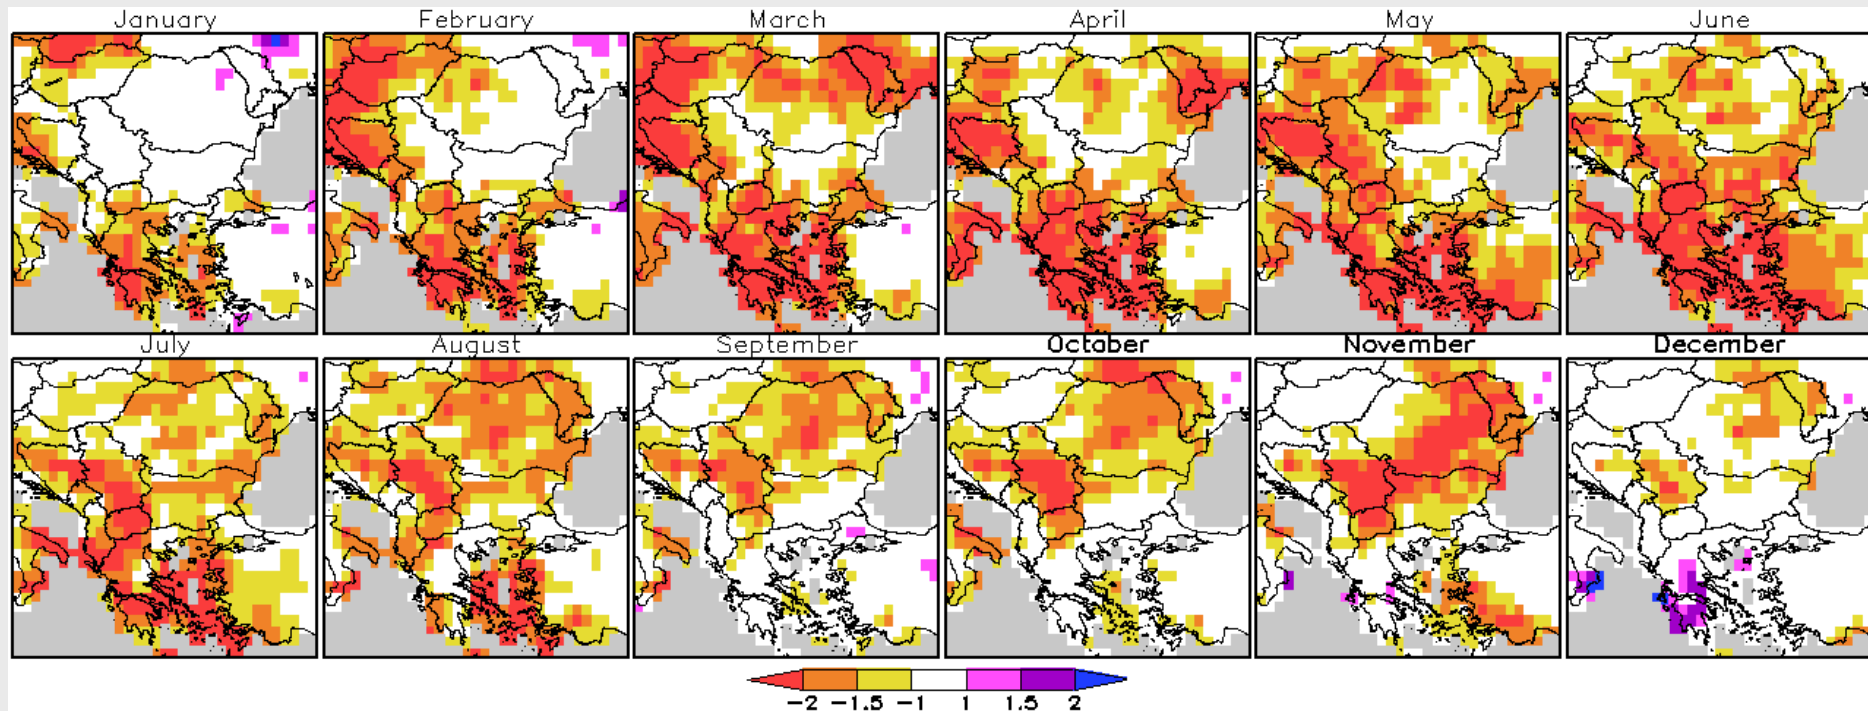 January February March April May June
July August September October November December
-2 -1.5 -1 1 1.5 2